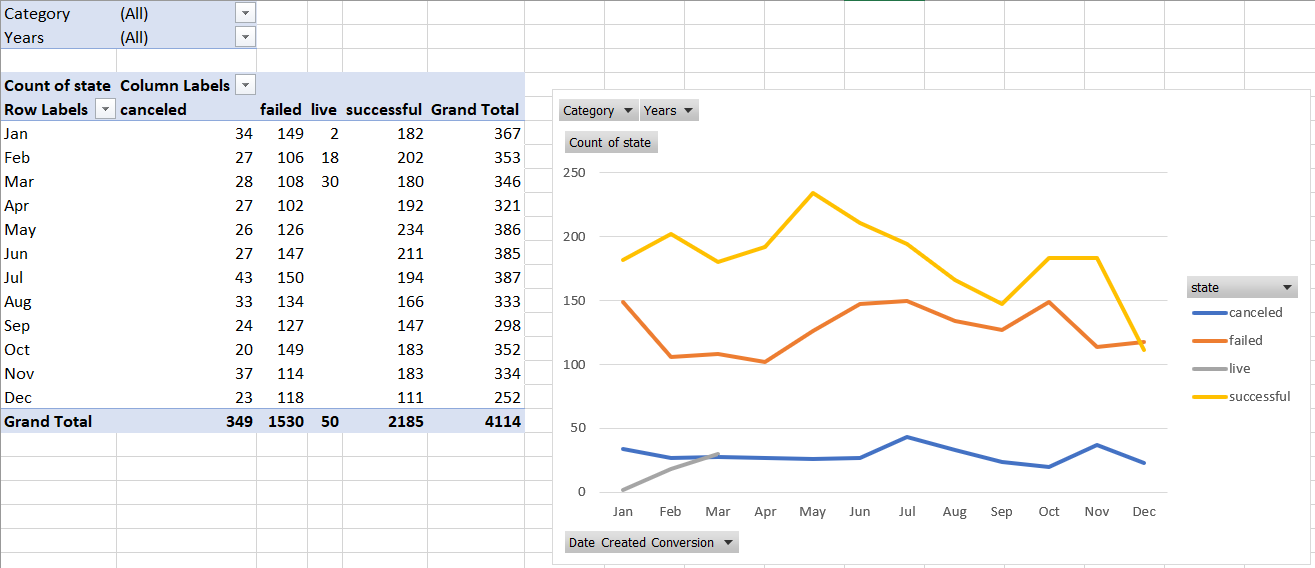 Category (All)
Years (All)
Count of state Column Labels
Row Labels canceled failed live successful Grand Total
Jan 34 149 2 182 367
Feb 27 106 18 202 353
Mar 28 108 30 180 346
Apr 27 102 192 321
May 26 126 234 386
Jun 27 147 211 385
Jul 43 150 194 387
Aug 33 134 166 333
Sep 24 127 147 298
Oct 20 149 183 352
Nov 37 114 183 334
Dec 23 118 111 252
Grand Total 349 1530 50 2185 4114
Category Years
Count of state
250
200
150
100
50
0
Jan Feb Mar Apr May Jun Jul Aug Sep Oct Nov Dec
Date Created Conversion
state
canceled
failed
live
successful